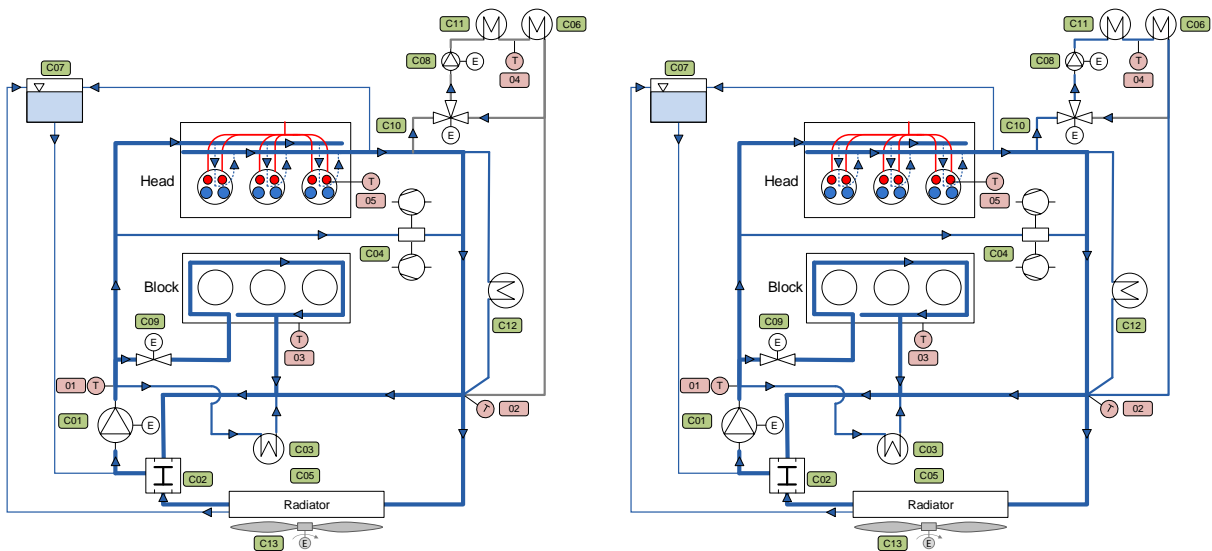 C11
C06
C08
E
T
04
C07
C10
E
Head
T
05
C04
Block
C09
E
T
03
C12
01
T
C01
E
T
02
C03
C02
C05
Radiator
C13
E
C11
C06
C08
E
T
04
C07
C10
E
Head
T
05
C04
Block
C09
E
T
03
C12
01
T
C01
E
T
02
C03
C02
C05
Radiator
C13
E